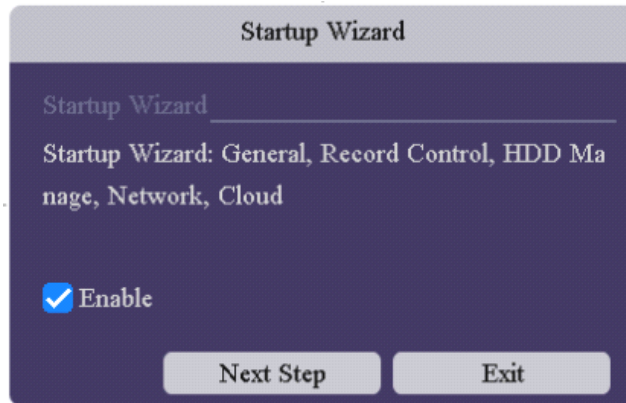 Startup Wizard
Startup Wizard
Startup Wizard: General, Record Control, HDD Ma
nage, Network, Cloud
Enable
Next Step
Exit